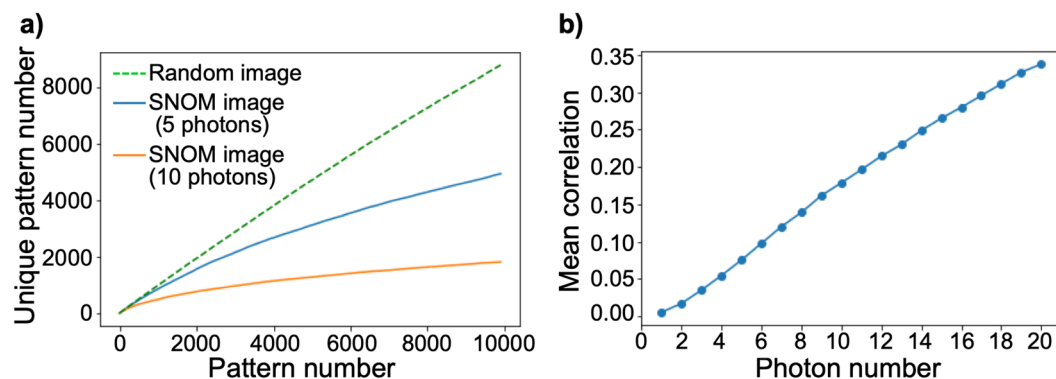 a)
Unique pattern number
8000
6000
4000
2000
0
Random image
SNOM image
(5 photons)
SNOM image
(10 photons)
0 2000 4000 6000 8000 10000
Pattern number
b)
Mean correlation
0.35
0.30
0.25
0.20
0.15
0.10
0.05
0.00
0 2 4 6 8 10 12 14 16 18 20
Photon number